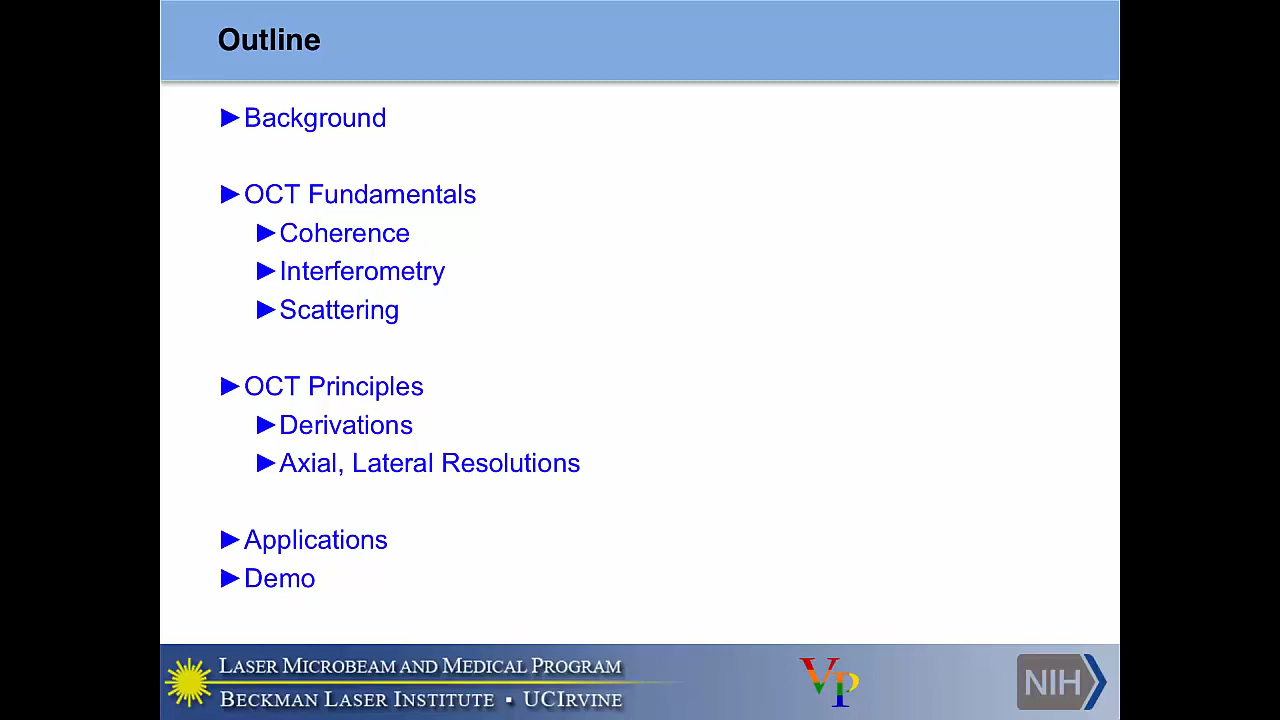 Outline
►Background
►OCT Fundamentals
►Coherence
►Interferometry
►Scattering
►OCT Principles
►Derivations
►Axial, Lateral Resolutions
►Applications
►Demo
LASER MICROBEAM AND MEDICAL PROGRAM
BECKMAN LASER INSTITUTE ▪ UCIRVINE
VP
NIH